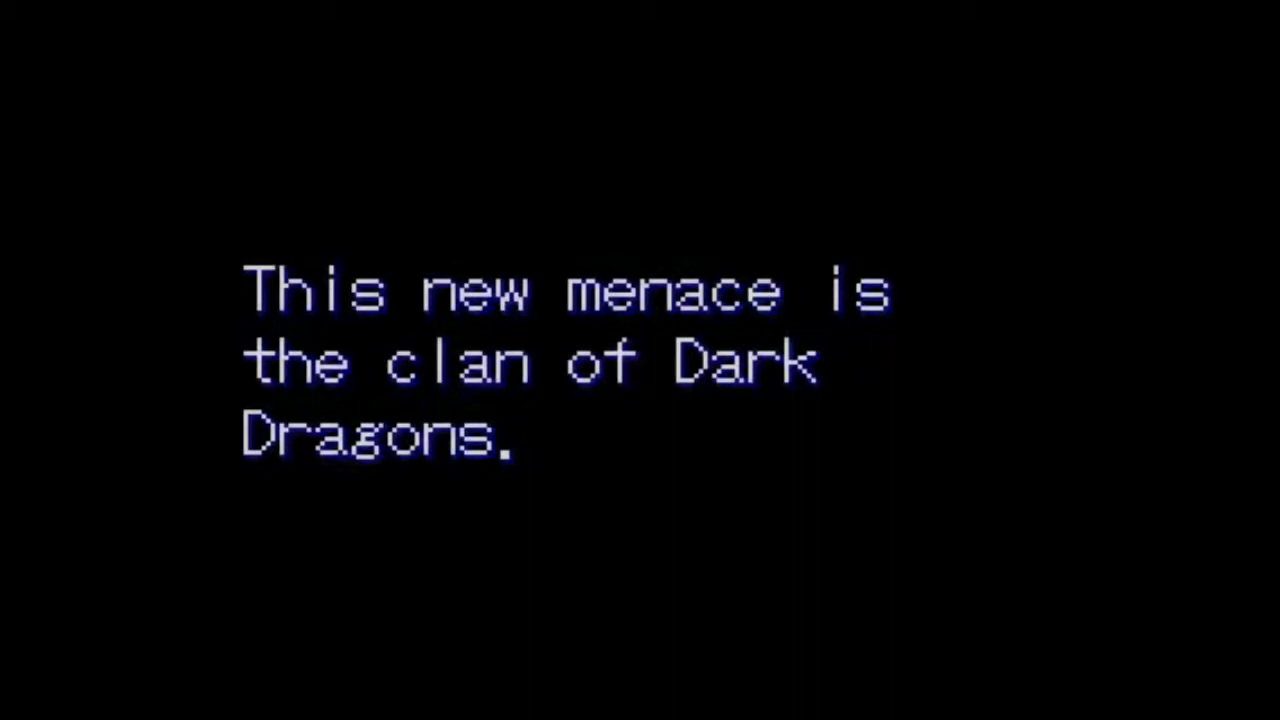 This new menace is
the clan of Dark
Dragons.